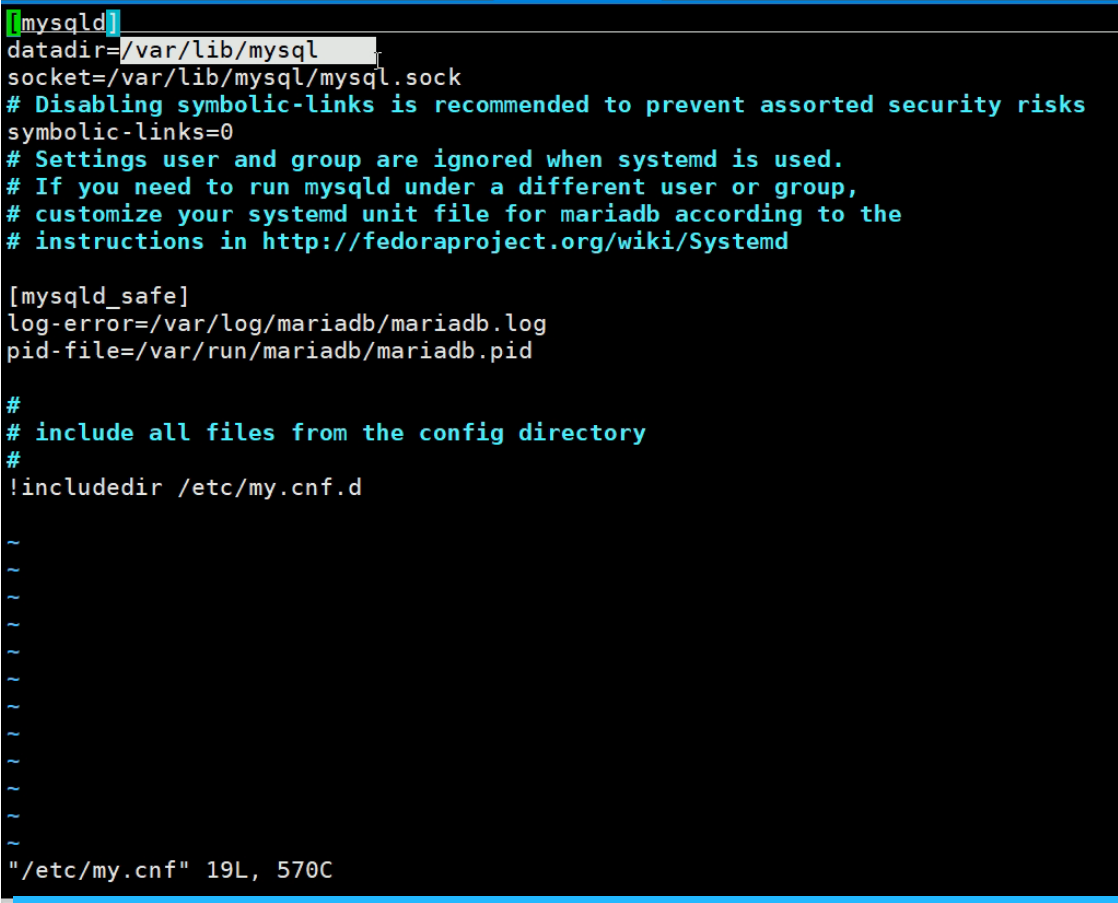 [mysqld]
datadir=/var/lib/mysql
socket=/var/lib/mysql/mysql.sock
# Disabling symbolic-links is recommended to prevent assorted security risks
symbolic-links=0
# Settings user and group are ignored when systemd is used.
# If you need to run mysqld under a different user or group,
# customize your systemd unit file for mariadb according to the
# instructions in http://fedoraproject.org/wiki/Systemd
[mysqld_safe]
log-error=/var/log/mariadb/mariadb.log
pid-file=/var/run/mariadb/mariadb.pid
#
# include all files from the config directory
#
!includedir /etc/my.cnf.d
~
~
~
~
~
~
~
~
~
~
~
~
"/etc/my.cnf" 19L, 570C